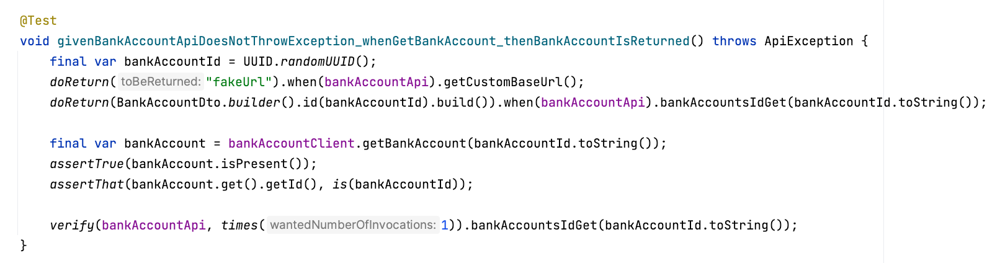 @Test
void givenBankAccountApiDoesNotThrowException_whenGetBankAccount_thenBankAccountIsReturned() throws ApiException {
    final var bankAccountId = UUID.randomUUID();
    doReturn( toBeReturned: "fakeUrl").when(bankAccountApi).getCustomBaseUrl();
    doReturn(BankAccountDto.builder().id(bankAccountId).build()).when(bankAccountApi).bankAccountsIdGet(bankAccountId.toString());
    final var bankAccount = bankAccountClient.getBankAccount(bankAccountId.toString());
    assertTrue(bankAccount.isPresent());
    assertThat(bankAccount.get().getId(), is(bankAccountId));
    verify(bankAccountApi, times( wantedNumberOfInvocations: 1)).bankAccountsIdGet(bankAccountId.toString());
}